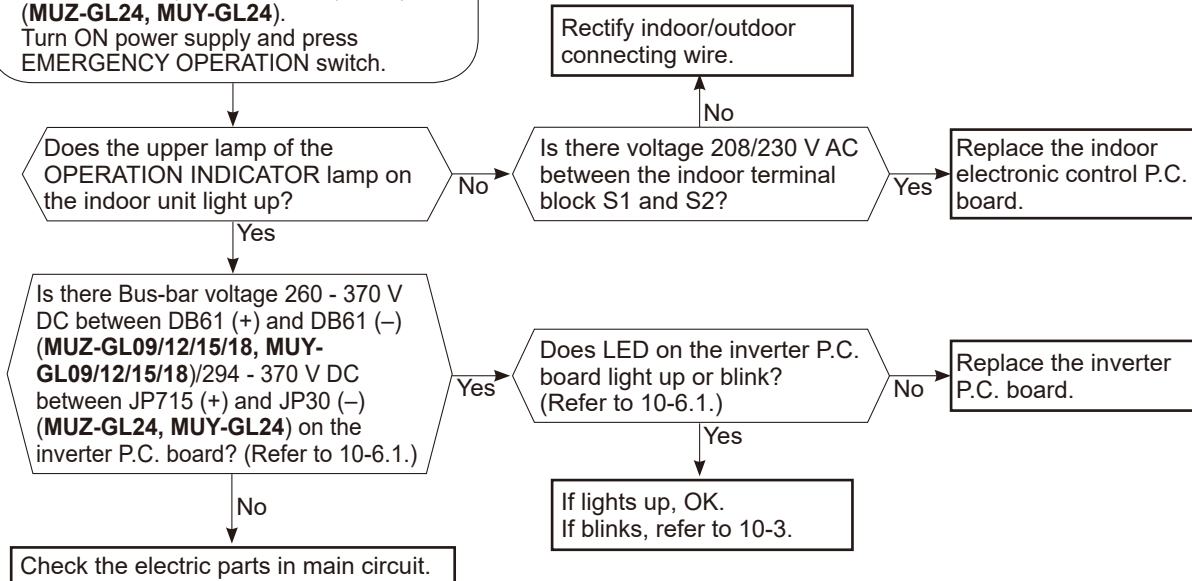 (MUZ-GL24, MUY-GL24).
Turn ON power supply and press
EMERGENCY OPERATION switch.
Rectify indoor/outdoor
connecting wire.
No
Does the upper lamp of the
OPERATION INDICATOR lamp on
the indoor unit light up?
No
Is there voltage 208/230 V AC
between the indoor terminal
block S1 and S2?
Yes
Replace the indoor
electronic control P.C.
board.
Yes
Is there Bus-bar voltage 260 - 370 V
DC between DB61 (+) and DB61 (–)
(MUZ-GL09/12/15/18, MUY-
GL09/12/15/18)/294 - 370 V DC
between JP715 (+) and JP30 (–)
(MUZ-GL24, MUY-GL24) on the
inverter P.C. board? (Refer to 10-6.1.)
Yes
Does LED on the inverter P.C.
board light up or blink?
(Refer to 10-6.1.)
No
Replace the inverter
P.C. board.
Yes
If lights up, OK.
If blinks, refer to 10-3.
No
Check the electric parts in main circuit.